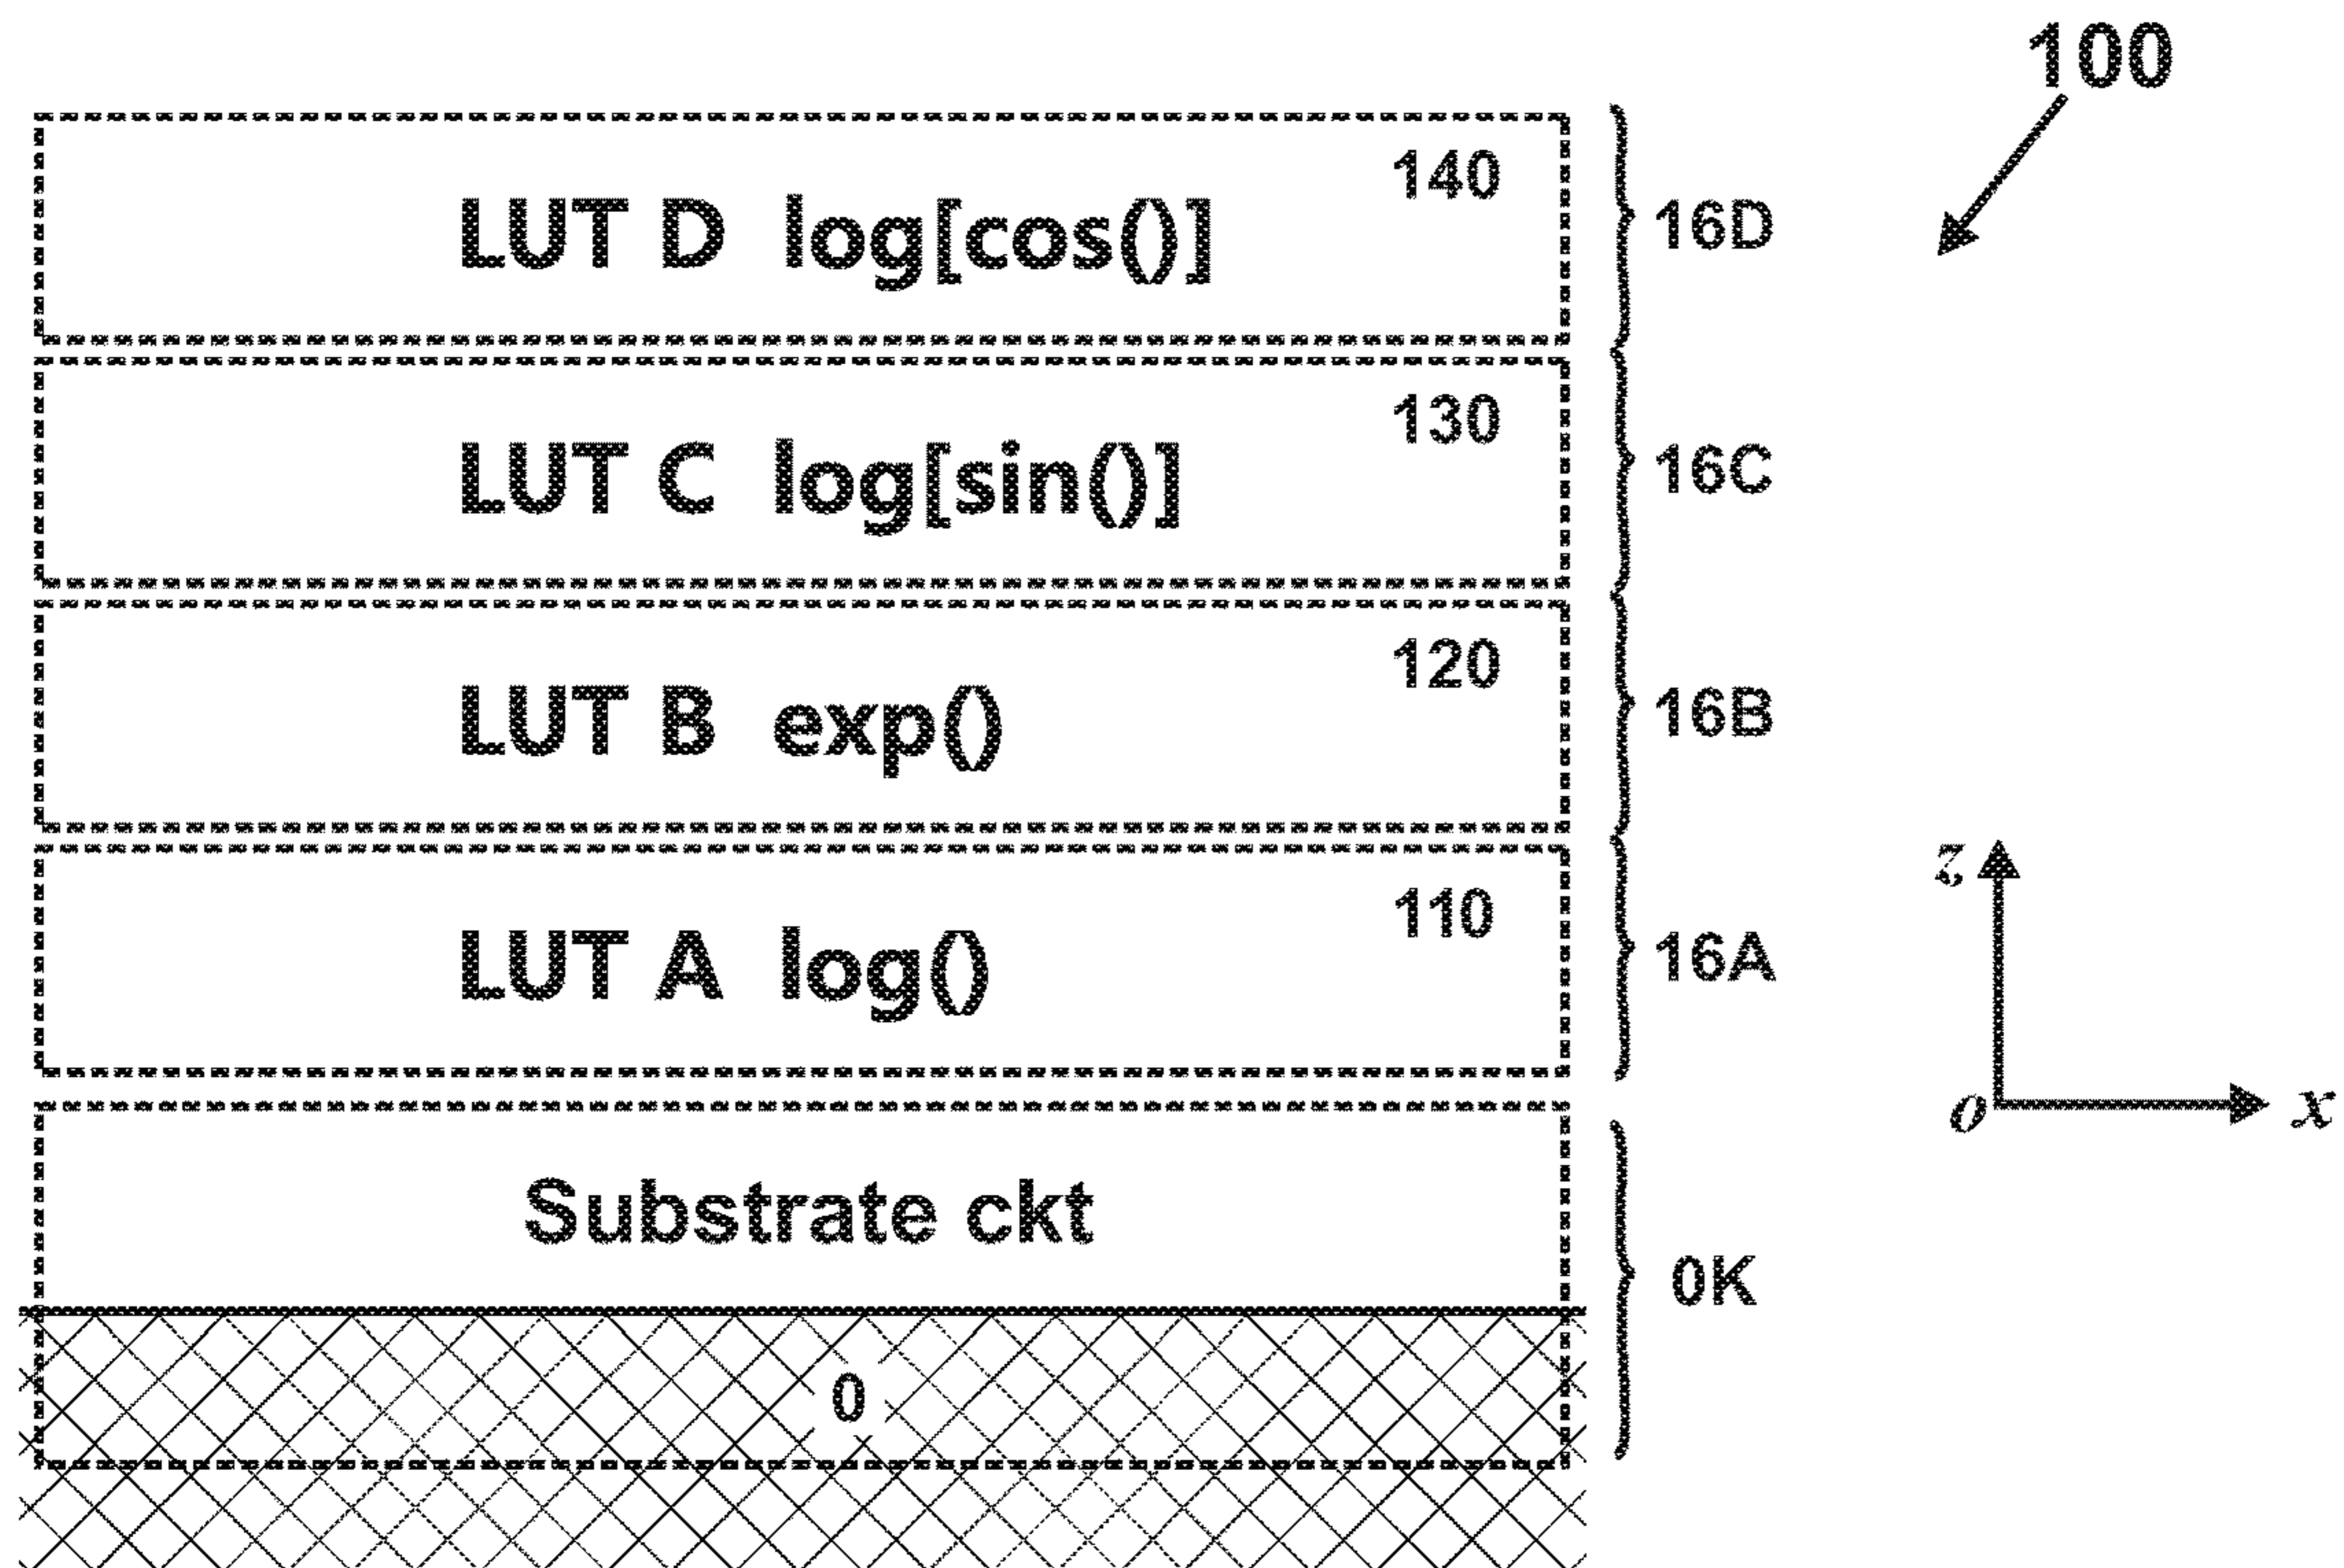 100
140
LUT D log[cos()]
16D
130
LUT C log[sin()]
16C
120
LUT B exp()
16B
110
LUT A log()
16A
z
o
x
Substrate ckt
0K
0